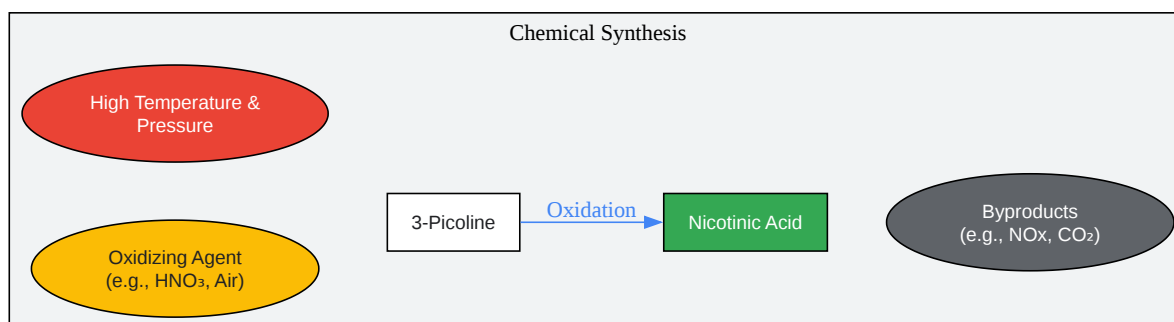 Chemical Synthesis
High Temperature &
Pressure
Oxidizing Agent
(e.g., HNO₃, Air)
3-Picoline
Oxidation
Nicotinic Acid
Byproducts
(e.g., NOx, CO₂)